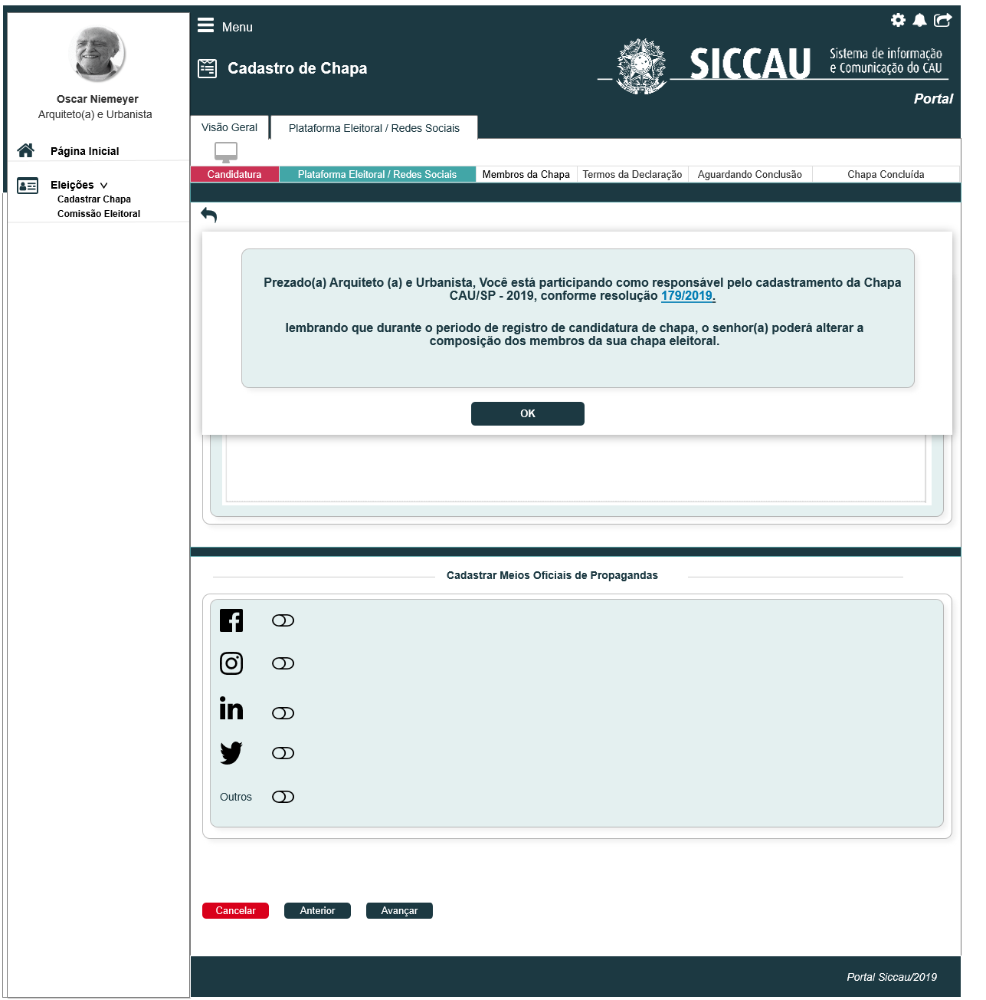 Menu
Cadastro de Chapa
SICCAU
Sistema de informação
e Comunicação do CAU
Portal
Oscar Niemeyer
Arquiteto(a) e Urbanista
Página Inicial
Eleições
Cadastrar Chapa
Comissão Eleitoral
Visão Geral
Plataforma Eleitoral / Redes Sociais
Candidatura
Plataforma Eleitoral / Redes Sociais
Membros da Chapa
Termos da Declaração
Aguardando Conclusão
Chapa Concluída
Prezado(a) Arquiteto (a) e Urbanista, Você está participando como responsável pelo cadastramento da Chapa
CAU/SP - 2019, conforme resolução 179/2019.
lembrando que durante o periodo de registro de candidatura de chapa, o senhor(a) poderá alterar a
composição dos membros da sua chapa eleitoral.
OK
Cadastrar Meios Oficiais de Propagandas
Outros
Cancelar
Anterior
Avançar
Portal Siccau/2019